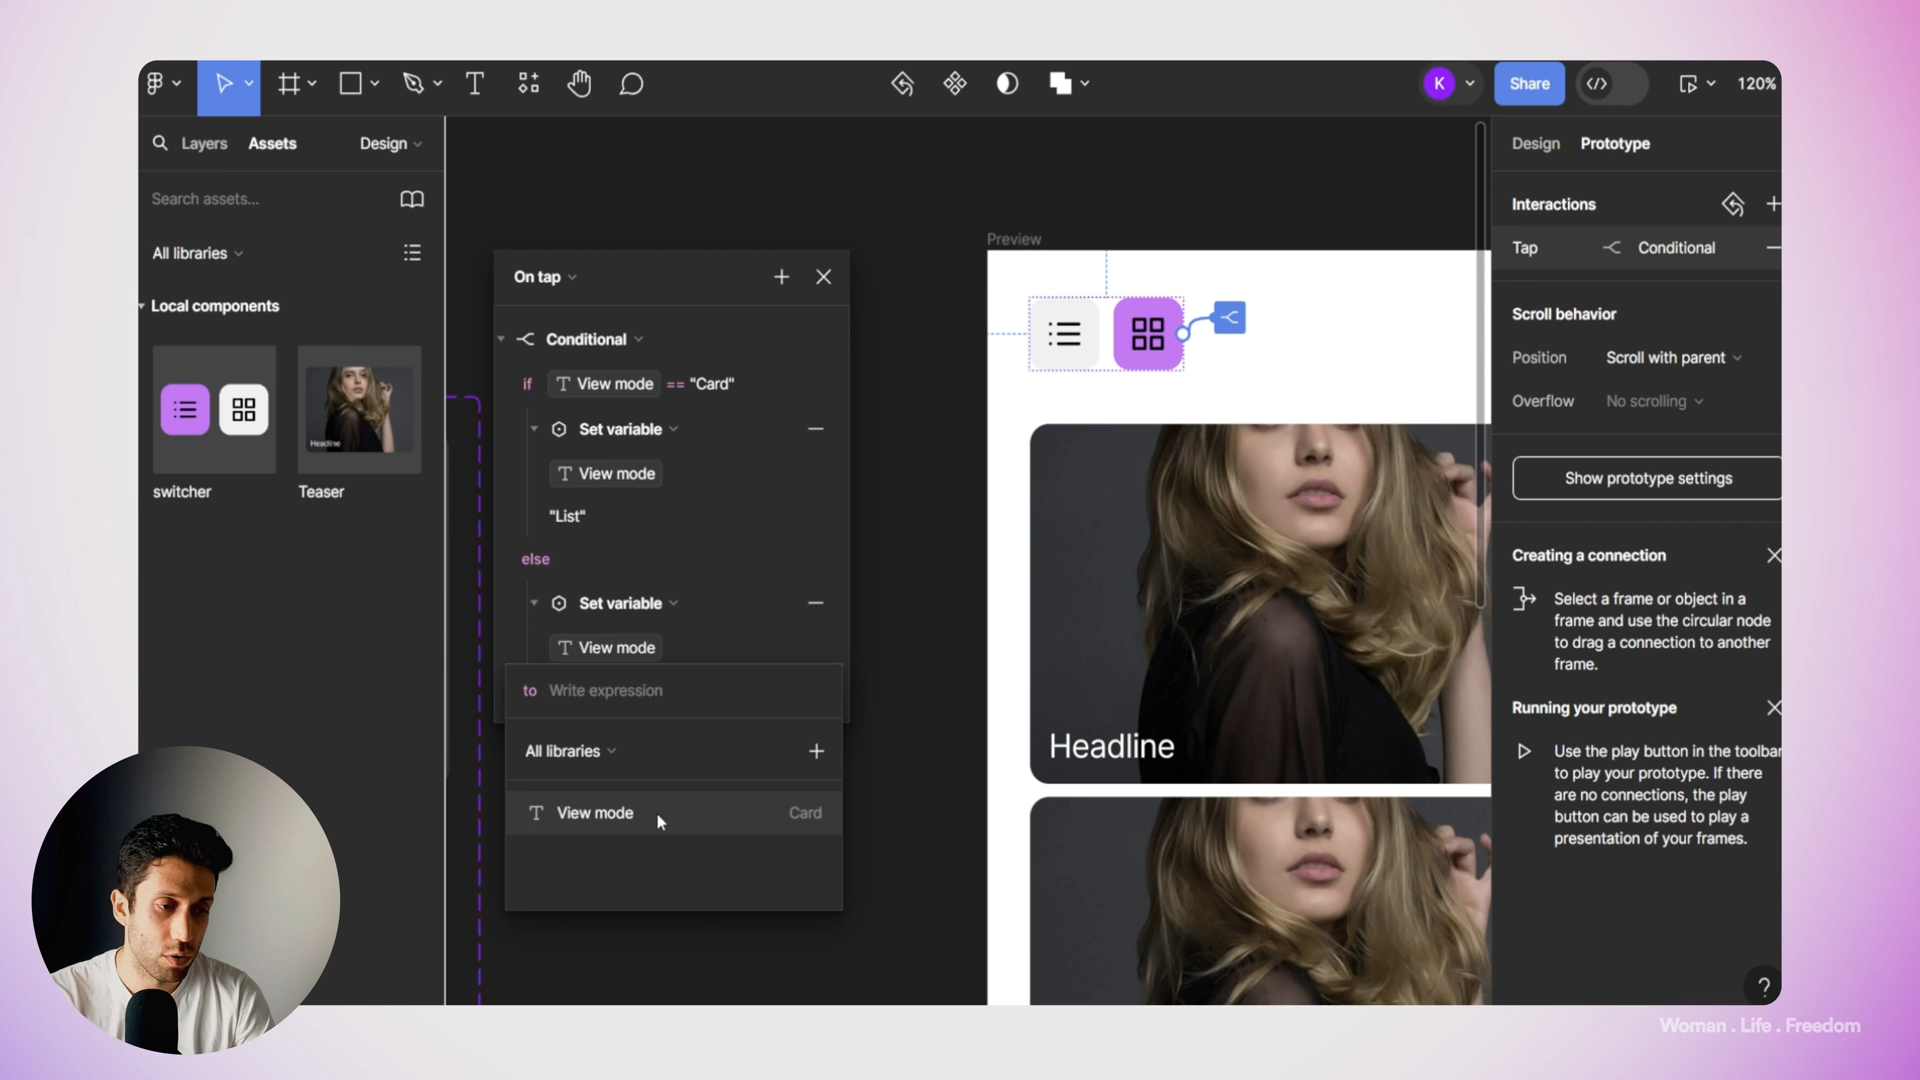 K
Share
120%
Layers
Assets
Design
Search assets...
All libraries
Local components
Headline
switcher
Teaser
On tap
Conditional
if
View mode
== "Card"
Set variable
View mode
"List"
else
Set variable
View mode
to
Write expression
All libraries
View mode
Card
Preview
Headline
Design
Prototype
Interactions
Tap
Conditional
Scroll behavior
Position
Scroll with parent
Overflow
No scrolling
Show prototype settings
Creating a connection
Select a frame or object in a
frame and use the circular node
to drag a connection to another
frame.
Running your prototype
Use the play button in the toolbar
to play your prototype. If there
are no connections, the play
button can be used to play a
presentation of your frames.
?
Woman . Life . Freedom